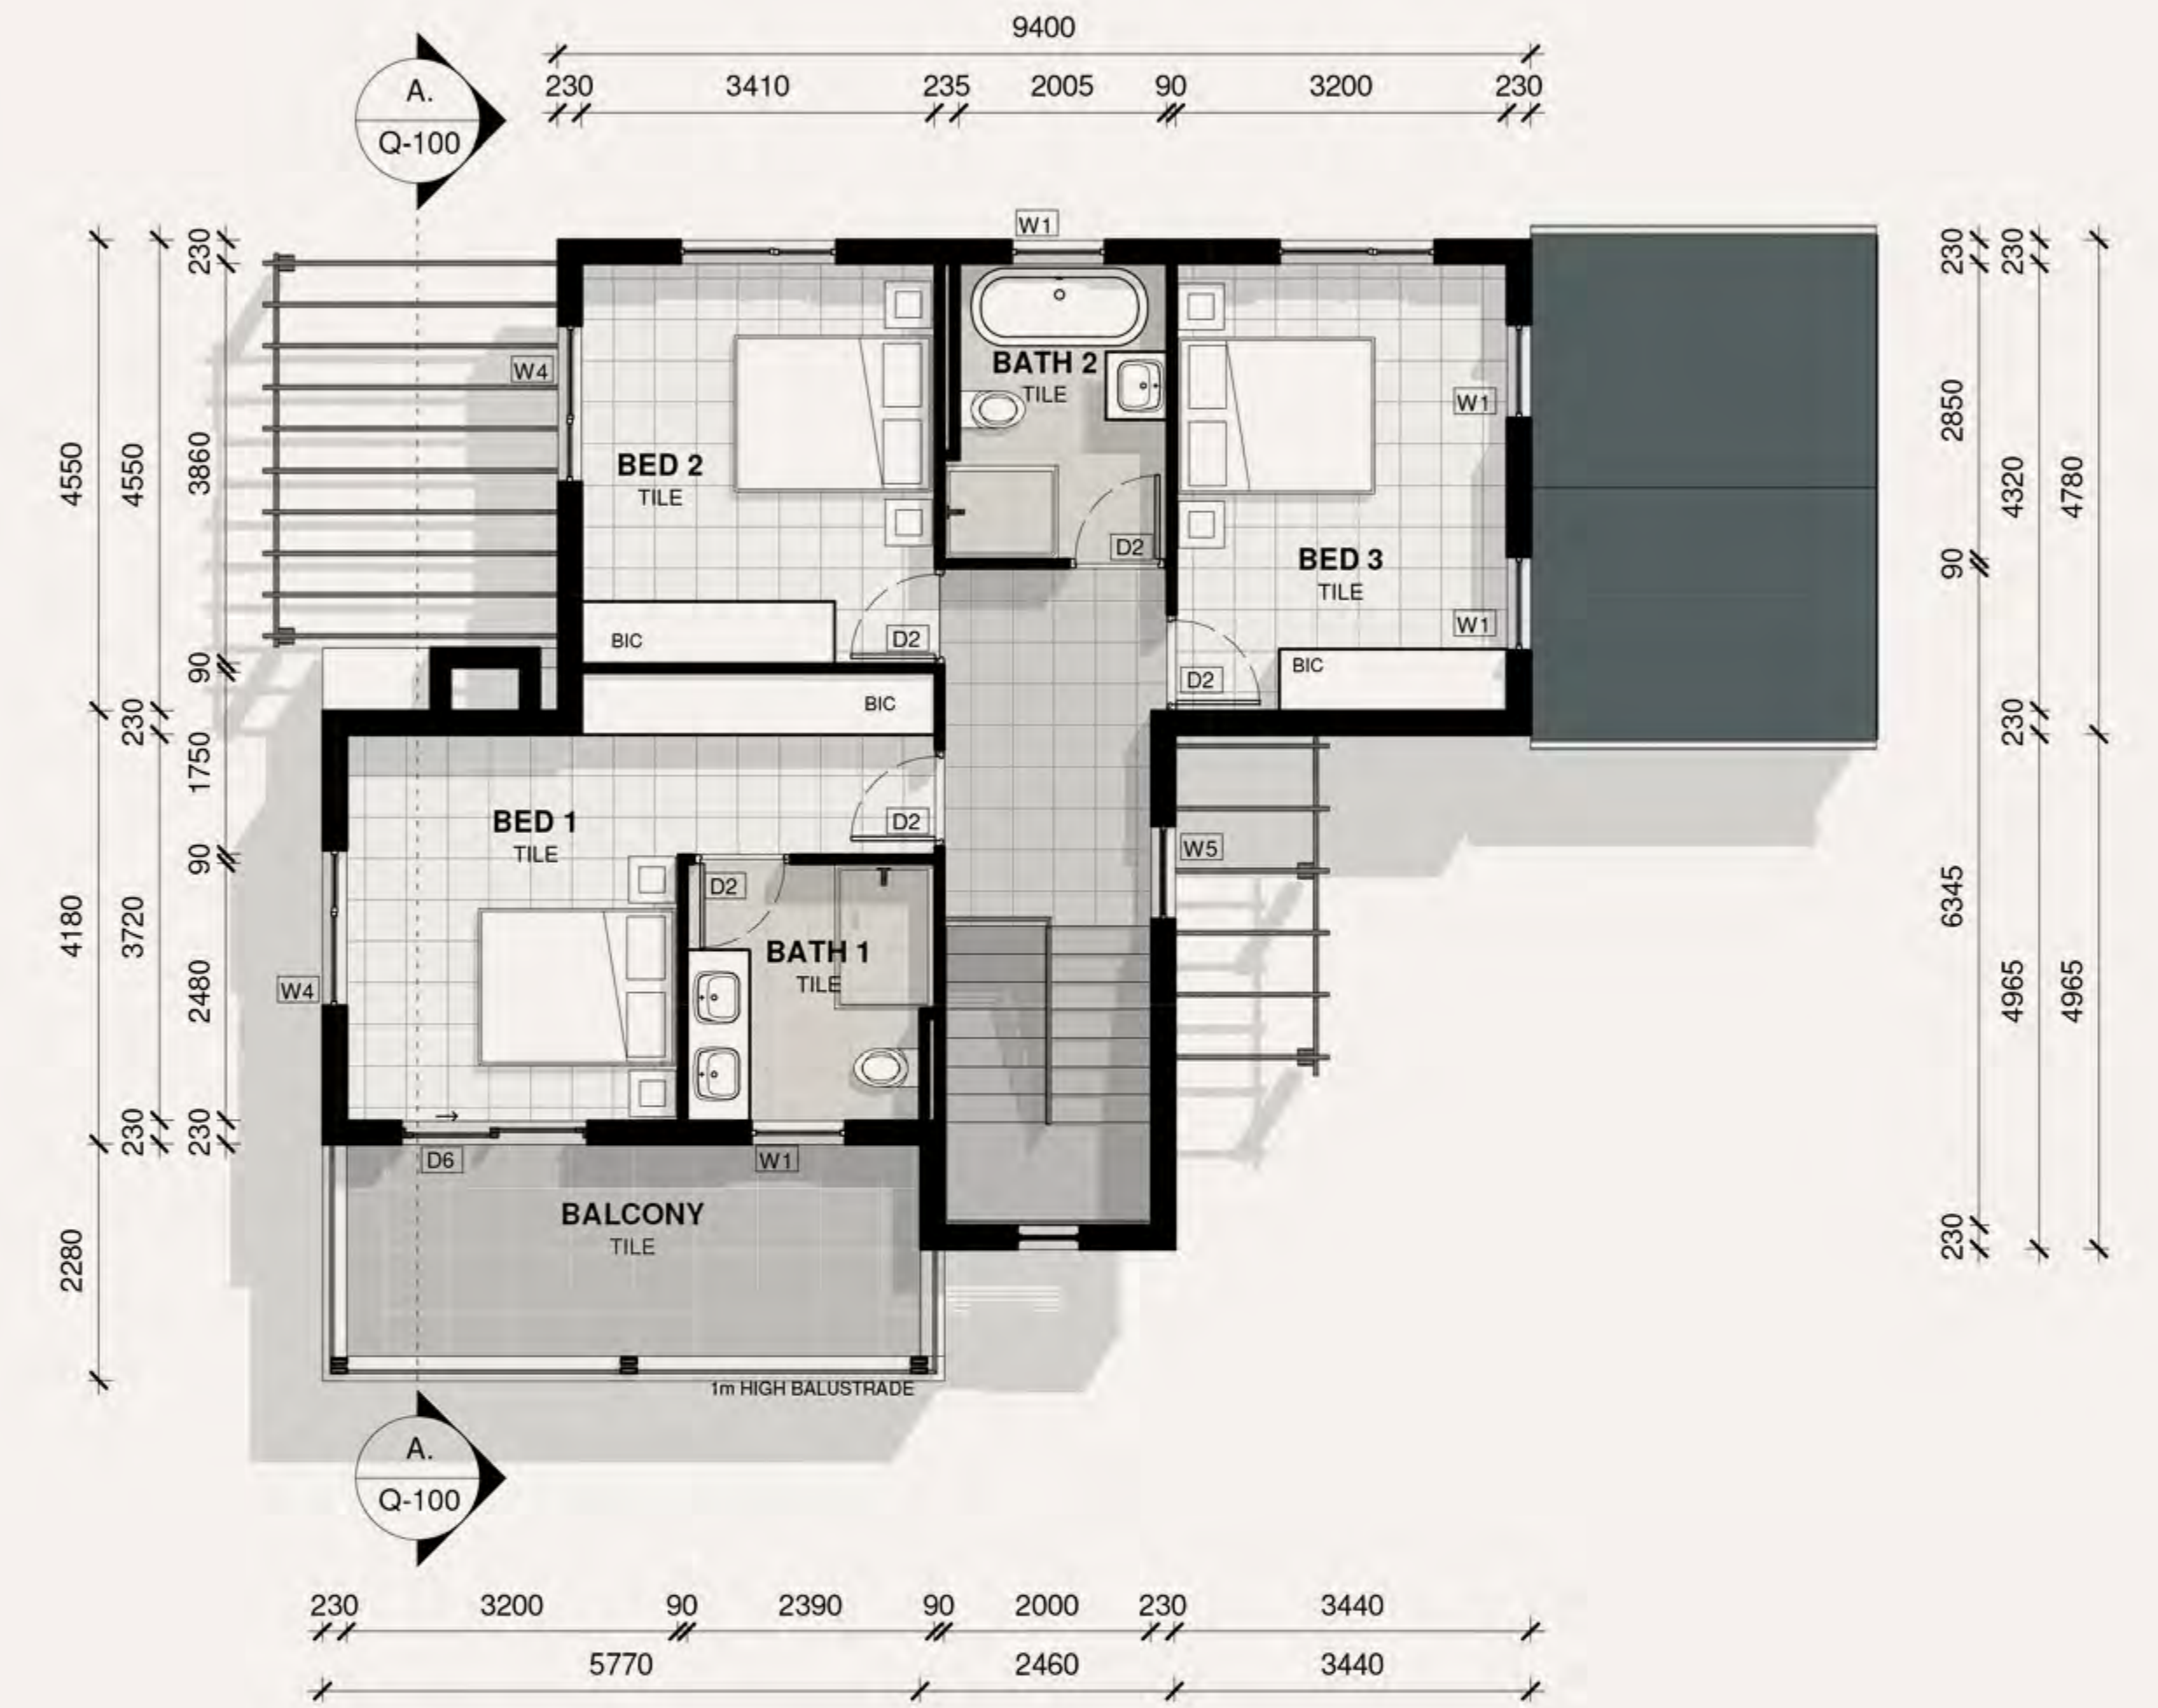 9400
230 3410 235 2005 90 3200 230
A.
Q-100
W1
230
230
230
W4
BATH 2
TILE
W1
BED 2
TILE
4550
4550
3860
2850
4320
4780
D2
BED 3
TILE
90
BIC
D2
W1
BIC
D2
90
BIC
230
230
1750
BED 1
TILE
D2
W5
90
D2
BATH 1
TILE
4180
3720
2480
6345
4965
4965
W4
230
230
D6
W1
BALCONY
TILE
2280
230
1m HIGH BALUSTRADE
A.
Q-100
230 3200 90 2390 90 2000 230 3440
5770 2460 3440